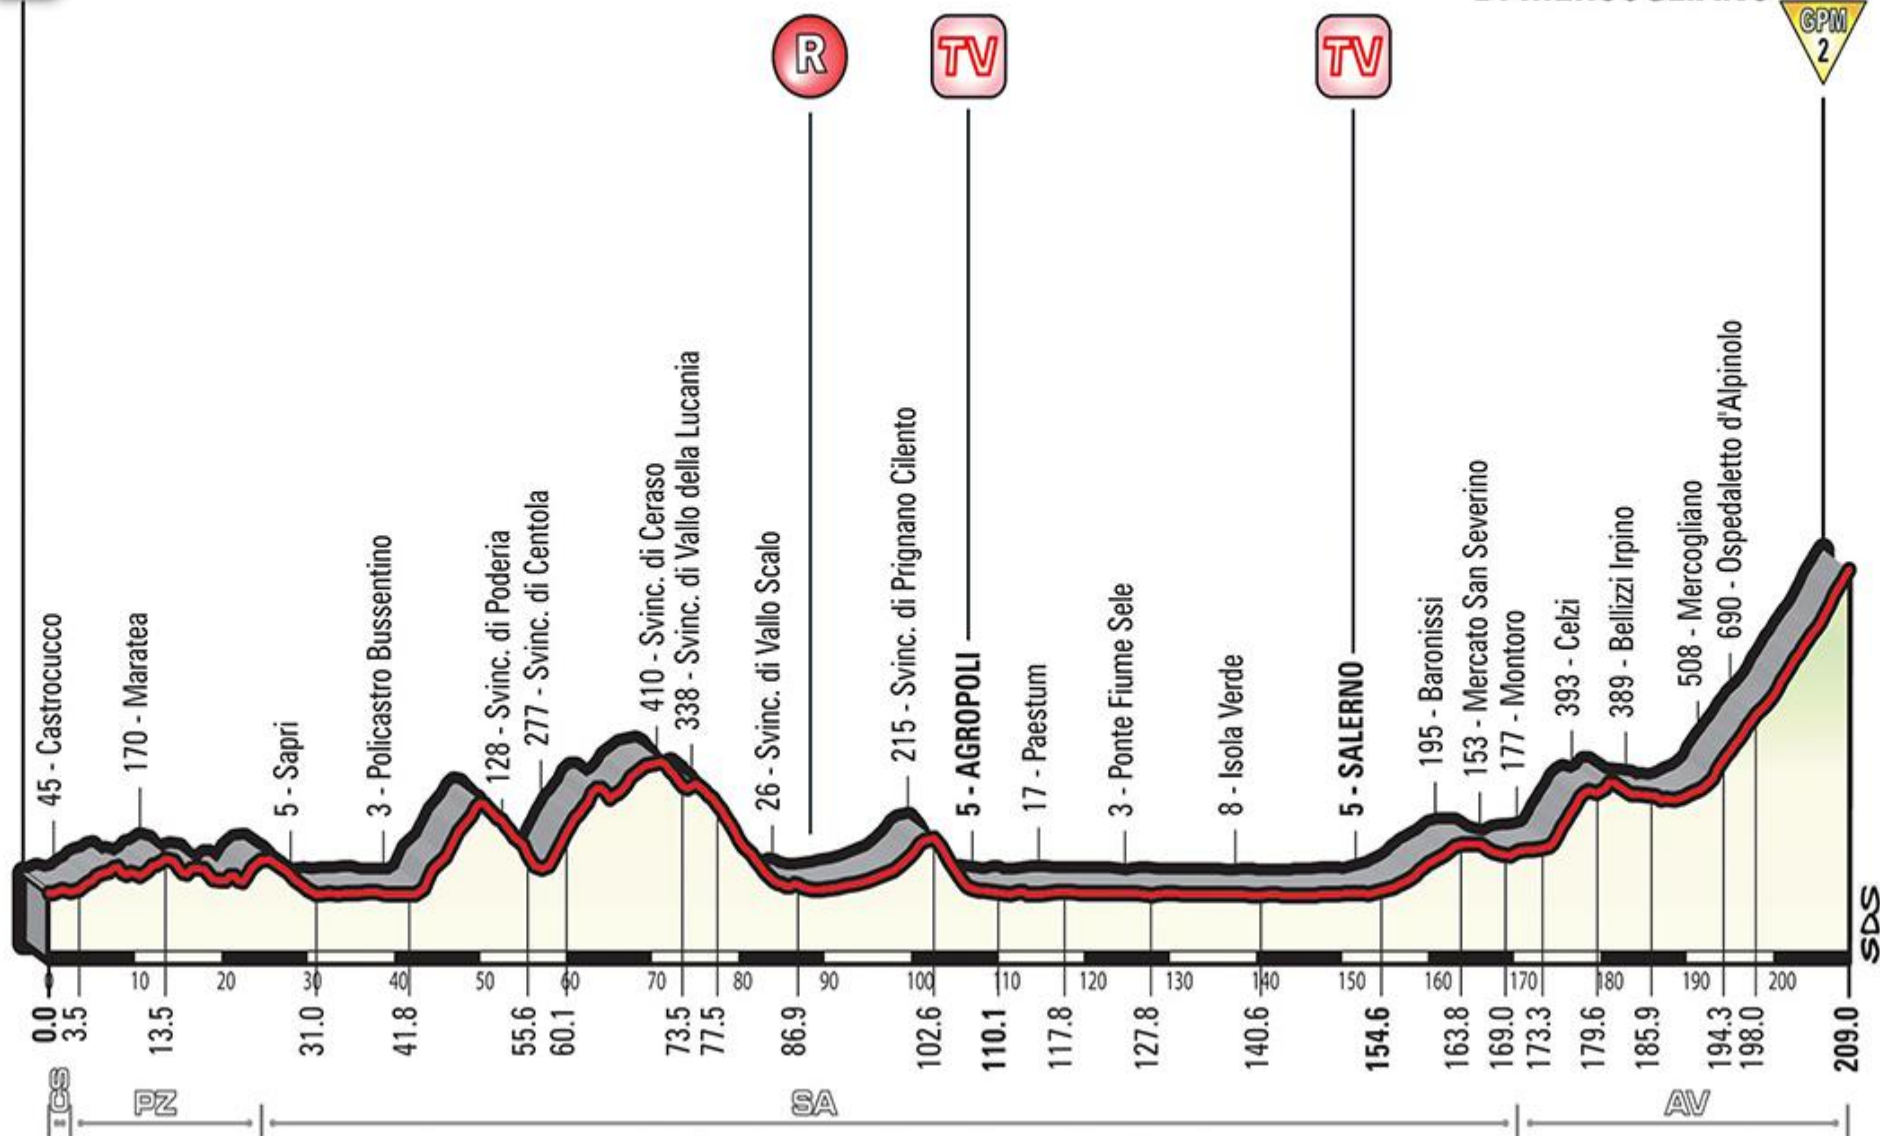 R
TV
TV
GPM
2
45 - Castrocucco
170 - Maratea
5 - Sapri
3 - Policastro Bussentino
128 - Svinc. di Poderia
277 - Svinc. di Centola
410 - Svinc. di Ceraso
338 - Svinc. di Vallo della Lucania
26 - Svinc. di Vallo Scalo
215 - Svinc. di Prignano Cilento
5 - AGROPOLI
17 - Paestum
3 - Ponte Fiume Sele
8 - Isola Verde
5 - SALERNO
195 - Baronissi
153 - Mercato San Severino
177 - Montoro
393 - Celzi
389 - Bellizzi Irpino
508 - Mercogliano
690 - Ospedaletto d'Alpinolo
SDS
0 10 20 30 40 50 60 70 80 90 100 110 120 130 140 150 160 170 180 190 200
0.0 3.5 13.5 31.0 41.8 55.6 60.1 73.5 77.5 86.9 102.6 110.1 117.8 127.8 140.6 154.6 163.8 169.0 173.3 179.6 185.9 194.3 198.0 209.0
CS PZ SA AV